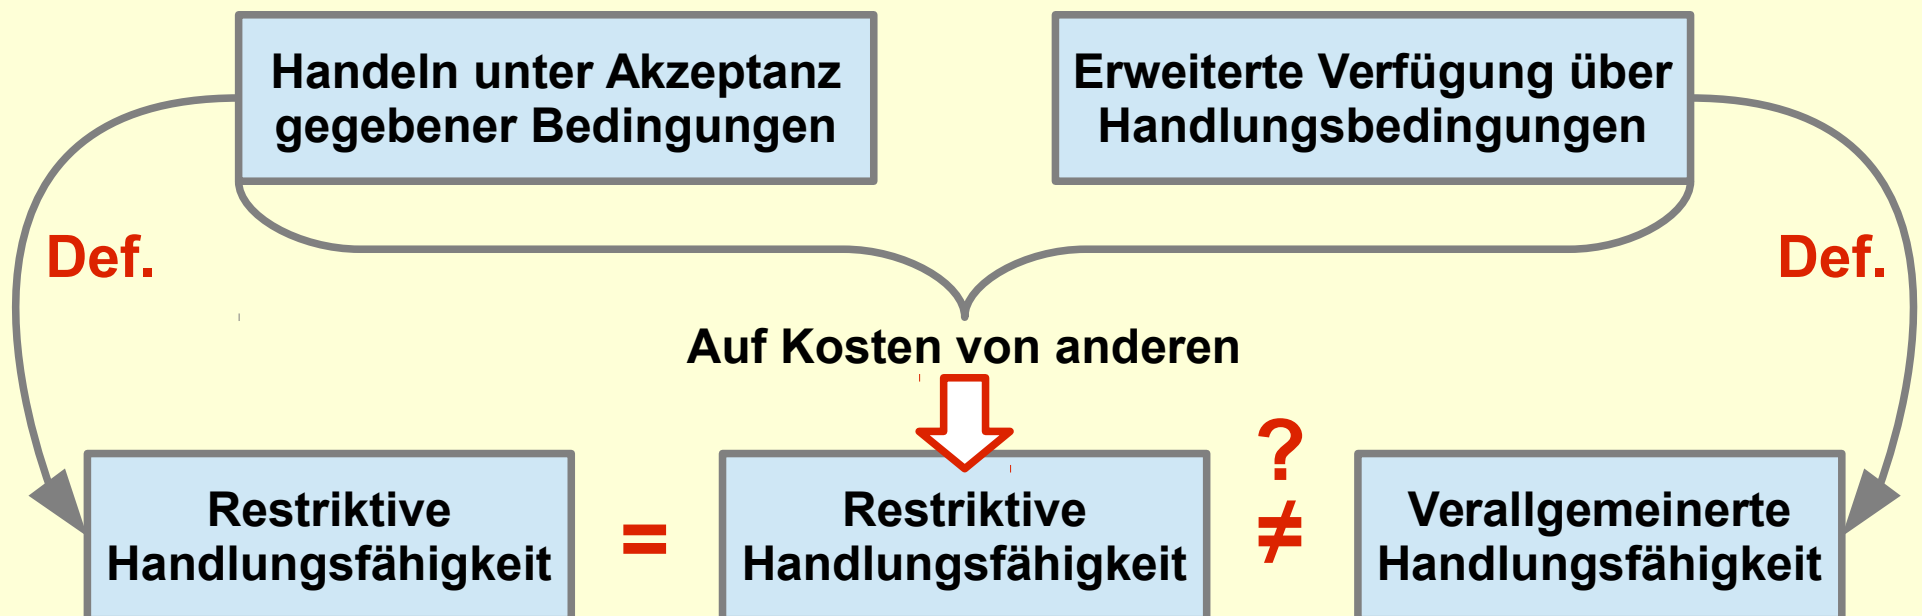 Handeln unter Akzeptanz
gegebener Bedingungen
Erweiterte Verfügung über
Handlungsbedingungen
Def.
Def.
Auf Kosten von anderen
Restriktive
Handlungsfähigkeit
=
Restriktive
Handlungsfähigkeit
?
≠
Verallgemeinerte
Handlungsfähigkeit